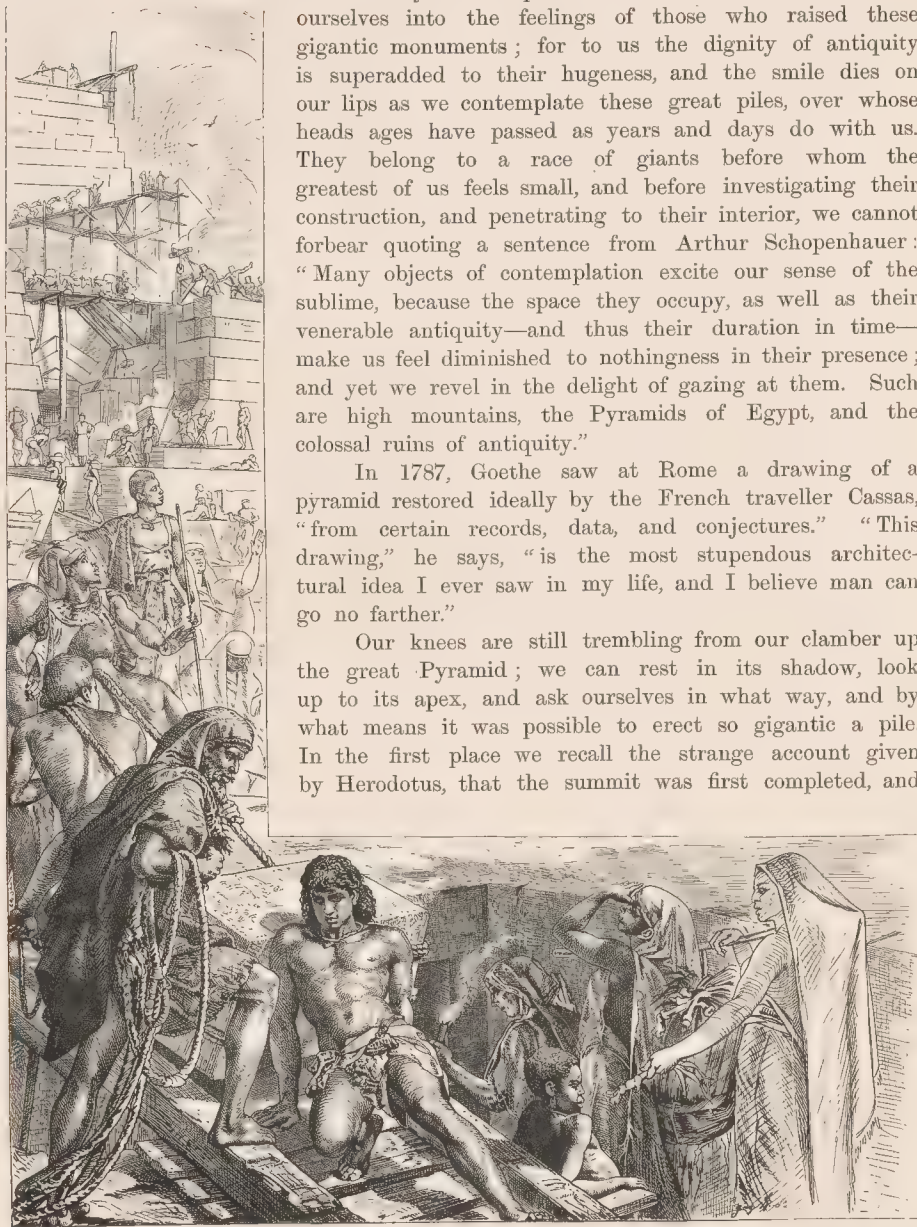 ourselves into the feelings of those who raised these
gigantic monuments ; for to us the dignity of antiquity
is superadded to their hugeness, and the smile dies on
our lips as we contemplate these great piles, over whose
heads ages have passed as years and days do with us.
They belong to a race of giants before whom the
greatest of us feels small, and before investigating their
construction, and penetrating to their interior, we cannot
forbear quoting a sentence from Arthur Schopenhauer :
“ Many objects of contemplation excite our sense of the
sublime, because the space they occupy, as well as their
venerable antiquity—and thus their duration in time—
make us feel diminished to nothingness in their presence ;
and yet we revel in the delight of gazing at them. Such
are high mountains, the Pyramids of Egypt, and the
colossal ruins of antiquity.”
In 1787, Goethe saw at Rome a drawing of a
pyramid restored ideally by the French traveller Cassas,
“ from certain records, data, and conjectures.” “ This
drawing,” he says, “ is the most stupendous architec-
tural idea I ever saw in my life, and I believe man can
go no farther.”
Our knees are still trembling from our clamber up
the great Pyramid ; we can rest in its shadow, look
up to its apex, and ask ourselves in what way, and by
what means it was possible to erect so gigantic a pile.
In the first place we recall the strange account given
by Herodotus, that the summit was first completed, and